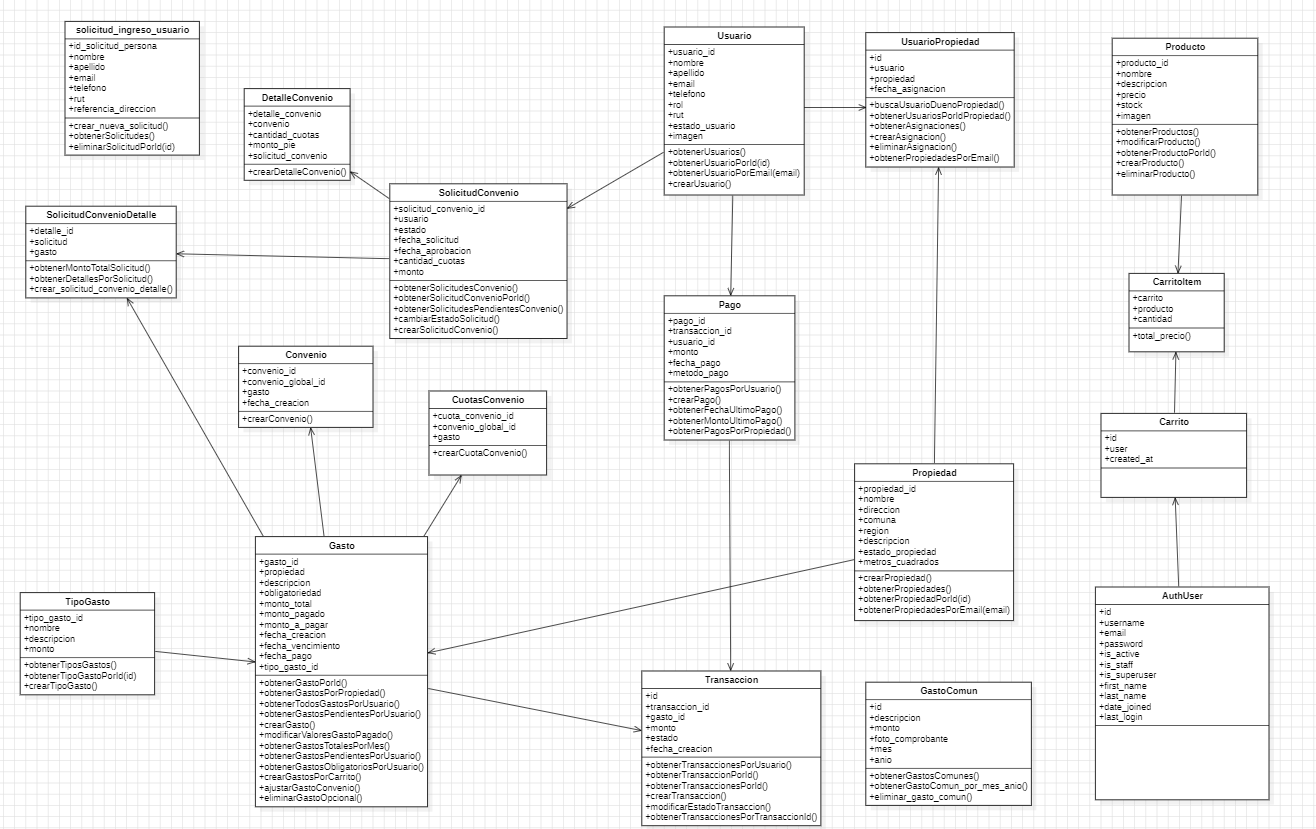 solicitud_ingreso_usuario
+id_solicitud_persona
+nombre
+apellido
+email
+telefono
+rut
+referencia_direccion
+crear_nueva_solicitud()
+obtenerSolicitudes()
+eliminarSolicitudPorId(id)
DetalleConvenio
+detalle_convenio
+convenio
+cantidad_cuotas
+monto_pie
+solicitud_convenio
+crearDetalleConvenio()
Usuario
+usuario_id
+nombre
+apellido
+email
+telefono
+rol
+rut
+estado_usuario
+imagen
+obtenerUsuarios()
+obtenerUsuarioPorId(id)
+obtenerUsuarioPorEmail(email)
+crearUsuario()
UsuarioPropiedad
+id
+usuario
+propiedad
+fecha_asignacion
+buscaUsuarioDuenoPropiedad()
+obtenerUsuariosPorIdPropiedad()
+obtenerAsignaciones()
+crearAsignacion()
+eliminarAsignacion()
+obtenerPropiedadesPorEmail()
Producto
+producto_id
+nombre
+descripcion
+precio
+stock
+imagen
+obtenerProductos()
+modificarProducto()
+obtenerProductoPorId()
+crearProducto()
+eliminarProducto()
SolicitudConvenio
+solicitud_convenio_id
+usuario
+estado
+fecha_solicitud
+fecha_aprobacion
+cantidad_cuotas
+monto
+obtenerSolicitudesConvenio()
+obtenerSolicitudConvenioPorId()
+obtenerSolicitudesPendientesConvenio()
+cambiarEstadoSolicitud()
+crearSolicitudConvenio()
SolicitudConvenioDetalle
+detalle_id
+solicitud
+gasto
+obtenerMontoTotalSolicitud()
+obtenerDetallesPorSolicitud()
+crear_solicitud_convenio_detalle()
CarritoItem
+carrito
+producto
+cantidad
+total_precio()
Pago
+pago_id
+transaccion_id
+usuario_id
+monto
+fecha_pago
+metodo_pago
+obtenerPagosPorUsuario()
+crearPago()
+obtenerFechaUltimoPago()
+obtenerMontoUltimoPago()
+obtenerPagosPorPropiedad()
Convenio
+convenio_id
+convenio_global_id
+gasto
+fecha_creacion
+crearConvenio()
CuotasConvenio
+cuota_convenio_id
+convenio_global_id
+gasto
+crearCuotaConvenio()
Carrito
+id
+user
+created_at
Propiedad
+propiedad_id
+nombre
+direccion
+comuna
+region
+descripcion
+estado_propiedad
+metros_cuadrados
+crearPropiedad()
+obtenerPropiedades()
+obtenerPropiedadPorId(id)
+obtenerPropiedadesPorEmail(email)
Gasto
+gasto_id
+propiedad
+descripcion
+obligatoriedad
+monto_total
+monto_pagado
+monto_a_pagar
+fecha_creacion
+fecha_vencimiento
+fecha_pago
+tipo_gasto_id
+obtenerGastoPorId()
+obtenerGastosPorPropiedad()
+obtenerTodosGastosPorUsuario()
+obtenerGastosPendientesPorUsuario()
+crearGasto()
+modificarValoresGastoPagado()
+obtenerGastosTotalesPorMes()
+obtenerGastosPendientesPorUsuario()
+obtenerGastosObligatoriosPorUsuario()
+crearGastosPorCarrito()
+ajustarGastoConvenio()
+eliminarGastoOpcional()
TipoGasto
+tipo_gasto_id
+nombre
+descripcion
+monto
+obtenerTiposGastos()
+obtenerTipoGastoPorId(id)
+crearTipoGasto()
AuthUser
+id
+username
+email
+password
+is_active
+is_staff
+is_superuser
+first_name
+last_name
+date_joined
+last_login
Transaccion
+id
+transaccion_id
+gasto_id
+monto
+estado
+fecha_creacion
+obtenerTransaccionesPorUsuario()
+obtenerTransaccionPorId()
+obtenerTransaccionesPorId()
+crearTransaccion()
+modificarEstadoTransaccion()
+obtenerTransaccionesPorTransaccionId()
GastoComun
+id
+descripcion
+monto
+foto_comprobante
+mes
+anio
+obtenerGastosComunes()
+obtenerGastoComun_por_mes_anio()
+eliminar_gasto_comun()